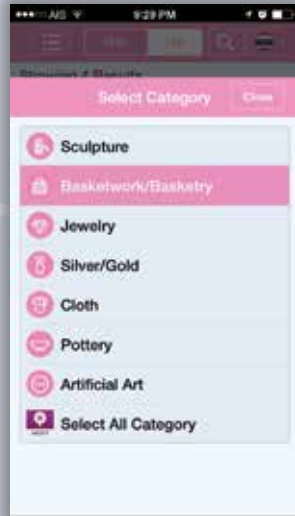 AIS 9:29 PM
Showing 4 Results
Select Category Close
Sculpture
Basketwork/Basketry
Jewelry
Silver/Gold
Cloth
Pottery
Artificial Art
Select All Category